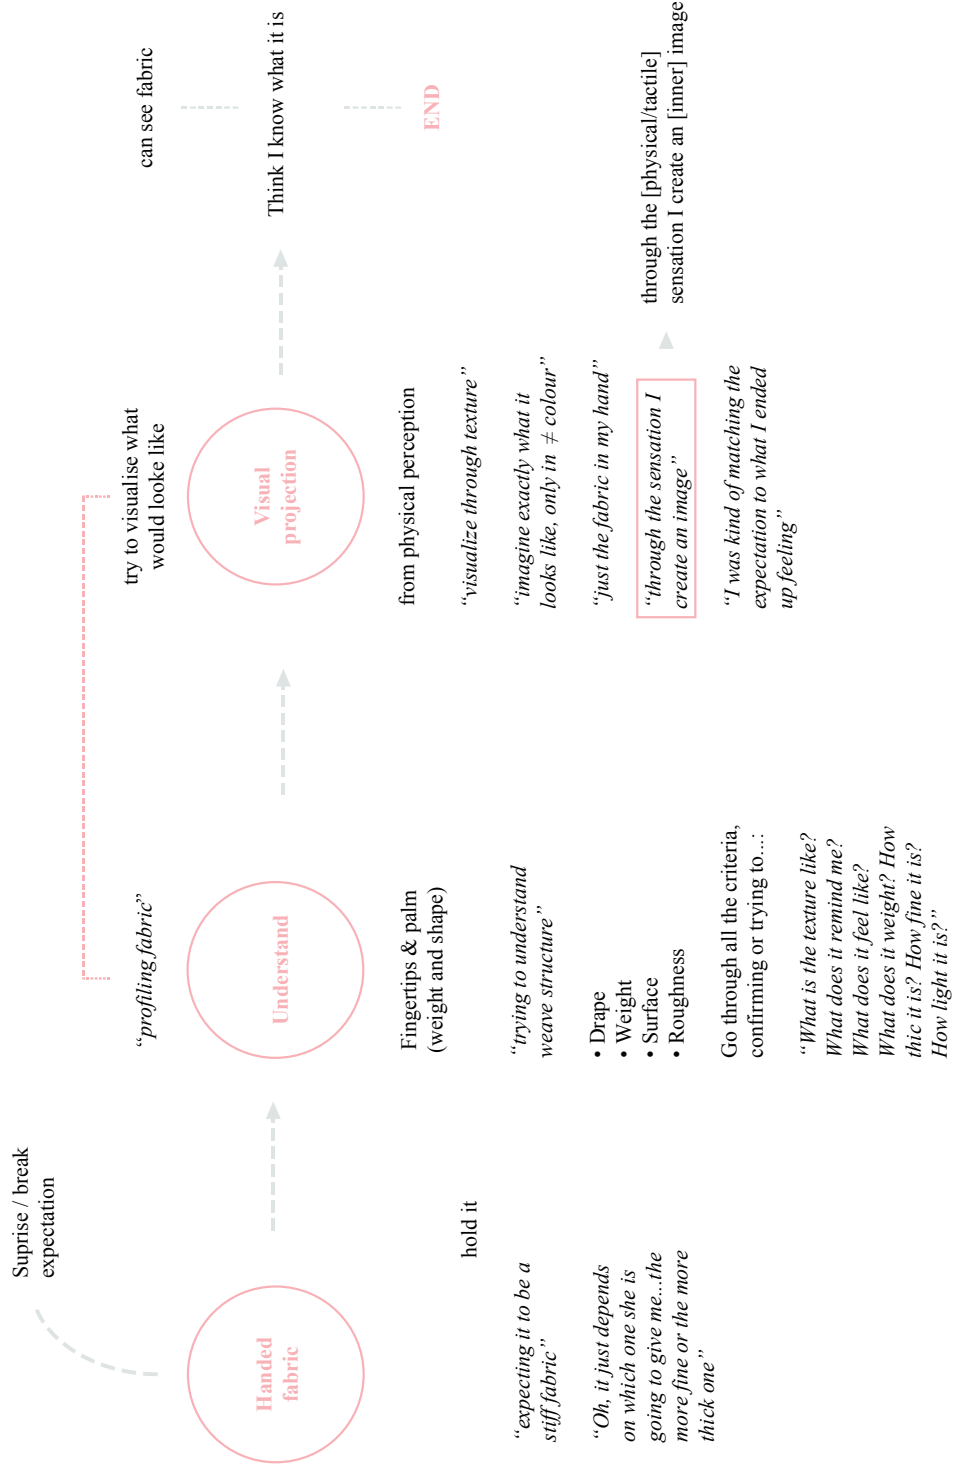 Suprise / break
expectation
Handed
fabric
hold it
“expecting it to be a
stiff fabric”
“Oh, it just depends
on which one she is
going to give me...the
more fine or the more
thick one”
“profiling fabric”
Understand
Fingertips & palm
(weight and shape)
“trying to understand
weave structure”
• Drape
• Weight
• Surface
• Roughness
Go through all the criteria,
confirming or trying to...:
“What is the texture like?
What does it remind me?
What does it feel like?
What does it weight? How
thic it is? How fine it is?
How light it is?”
try to visualise what
would looke like
Visual
projection
from physical perception
“visualize through texture”
“imagine exactly what it
looks like, only in ≠ colour”
“just the fabric in my hand”
“through the sensation I
create an image”
“I was kind of matching the
expectation to what I ended
up feeling”
can see fabric
Think I know what it is
END
through the [physical/tactile]
sensation I create an [inner] image